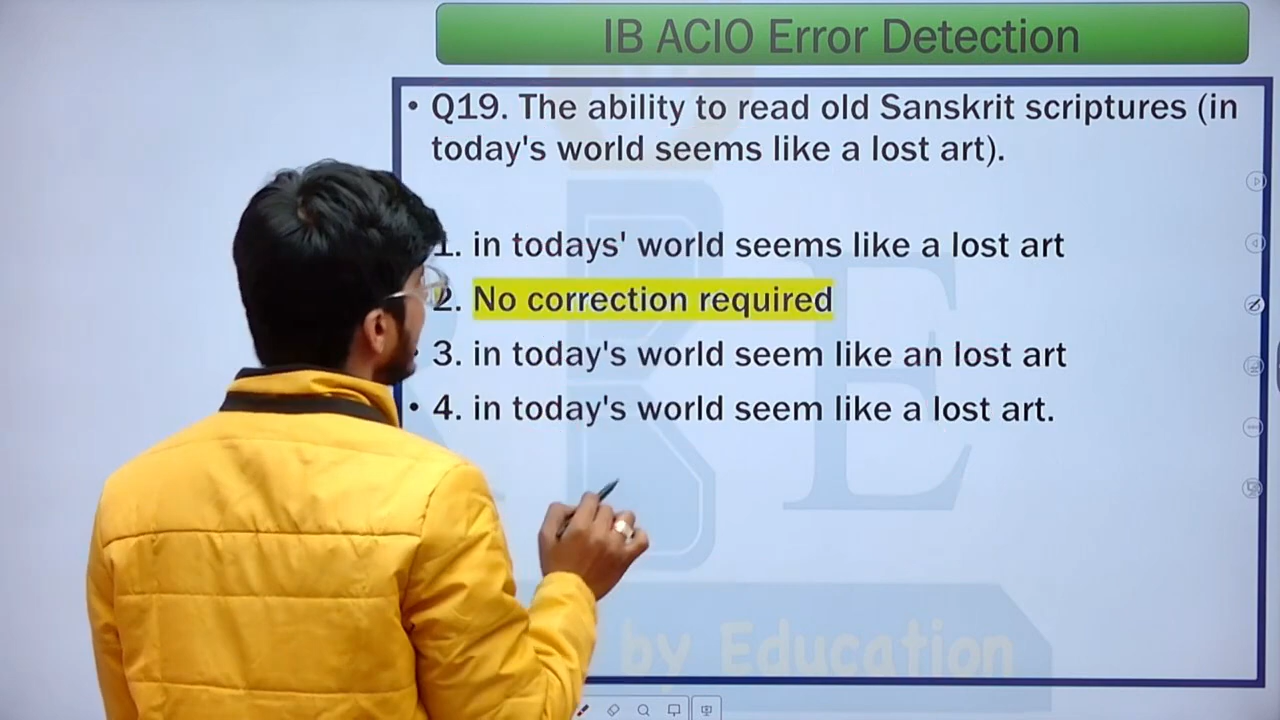 IB ACIO Error Detection
• Q19. The ability to read old Sanskrit scriptures (in
today's world seems like a lost art).
1. in todays' world seems like a lost art
2. No correction required
• 3. in today's world seem like an lost art
• 4. in today's world seem like a lost art.
E
by Education